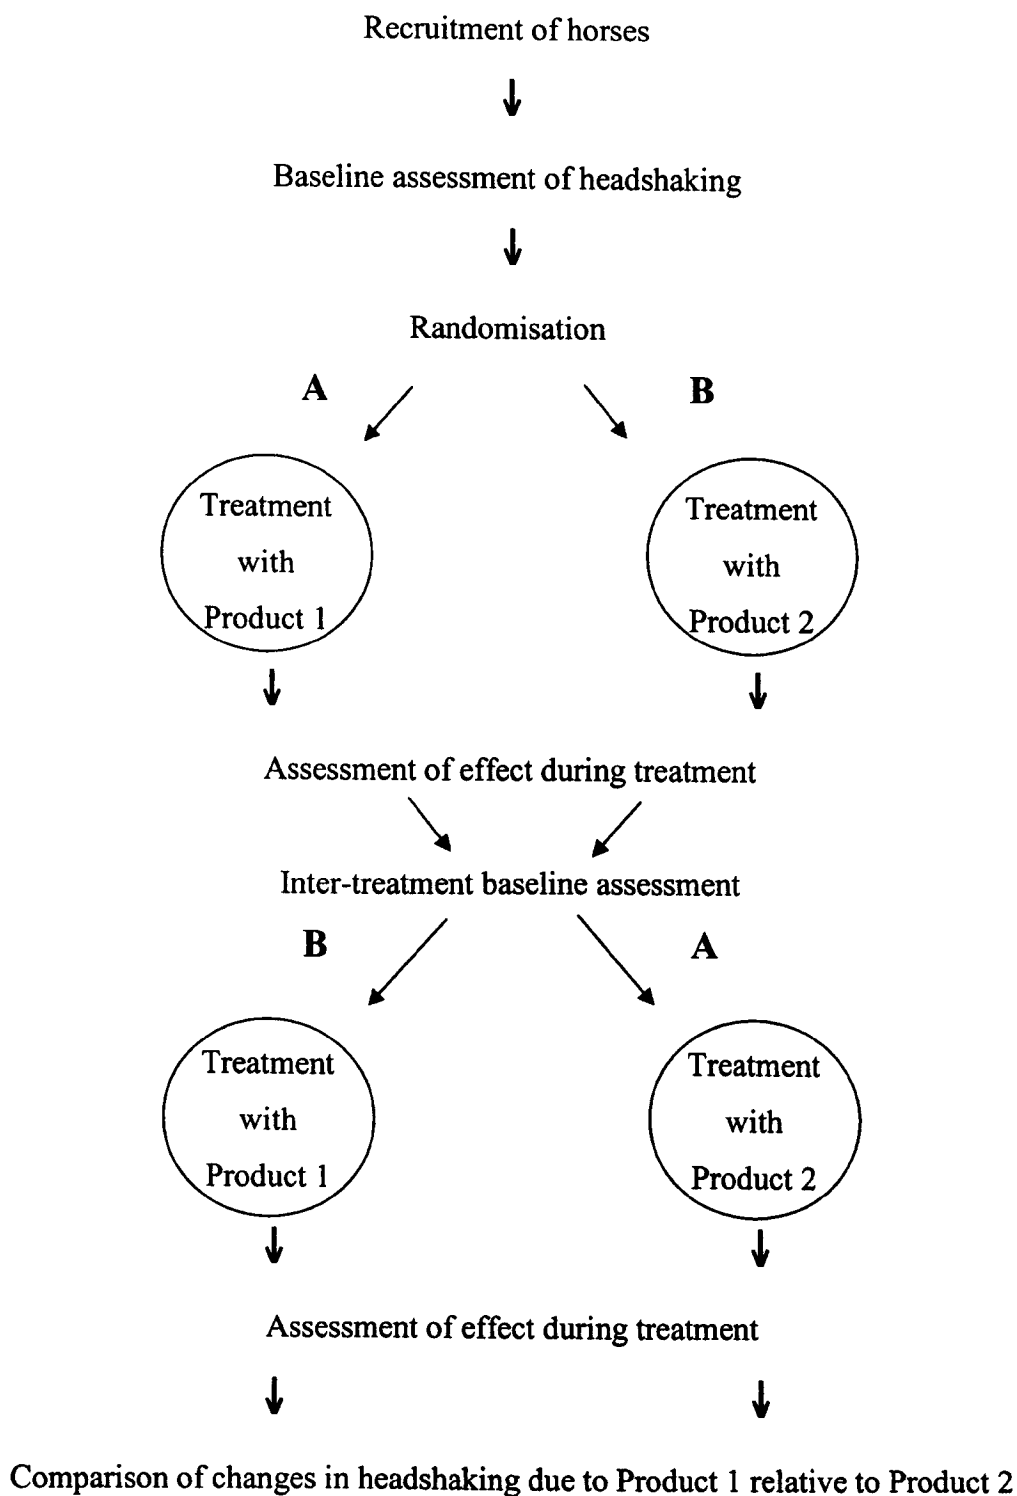 Recruitment of horses
Baseline assessment of headshaking
Randomisation
A
B
Treatment
with
Product 1
Treatment
with
Product 2
Assessment of effect during treatment
Inter-treatment baseline assessment
B
A
Treatment
with
Product 1
Treatment
with
Product 2
Assessment of effect during treatment
Comparison of changes in headshaking due to Product 1 relative to Product 2